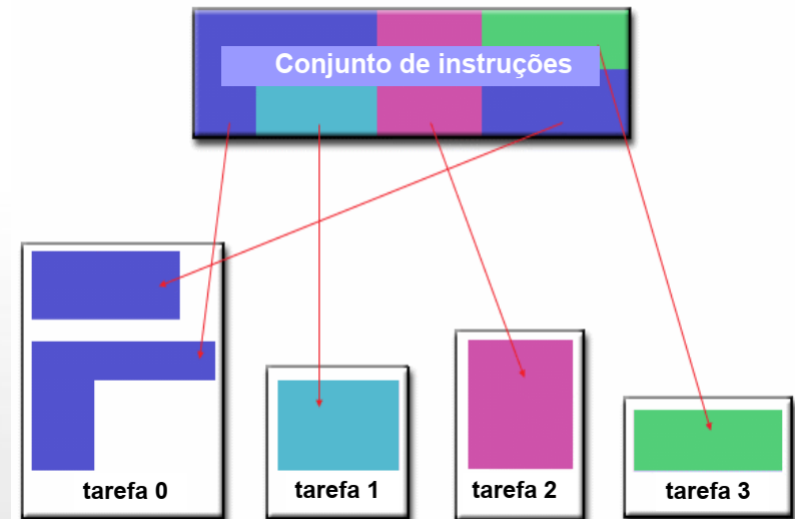 Conjunto de instruções
tarefa 0
tarefa 1
tarefa 2
tarefa 3